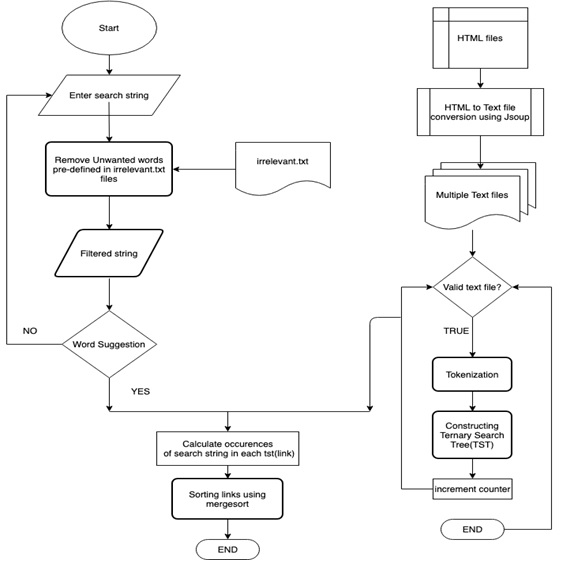 Start
Enter search string
Remove Unwanted words
pre-defined in irrelevant.txt
files
irrelevant.txt
Filtered string
NO
Word Suggestion
YES
Calculate occurences
of search string in each tst(link)
Sorting links using
mergesort
END
HTML files
HTML to Text file
conversion using Jsoup
Multiple Text files
Valid text file?
TRUE
Tokenization
Constructing
Ternary Search
Tree(TST)
increment counter
END